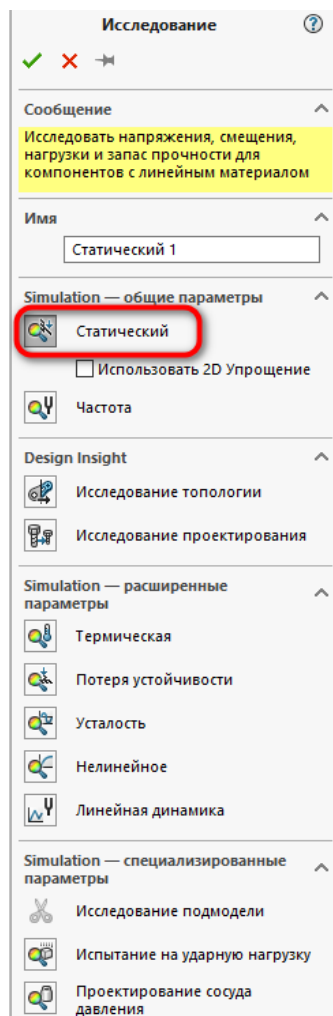 Исследование
?
Сообщение
Исследовать напряжения, смещения,
нагрузки и запас прочности для
компонентов с линейным материалом
Имя
Статический 1
Simulation — общие параметры
Статический
Использовать 2D Упрощение
Частота
Design Insight
Исследование топологии
Исследование проектирования
Simulation — расширенные
параметры
Термическая
Потеря устойчивости
Усталость
Нелинейное
Линейная динамика
Simulation — специализированные
параметры
Исследование подмодели
Испытание на ударную нагрузку
Проектирование сосуда
давления